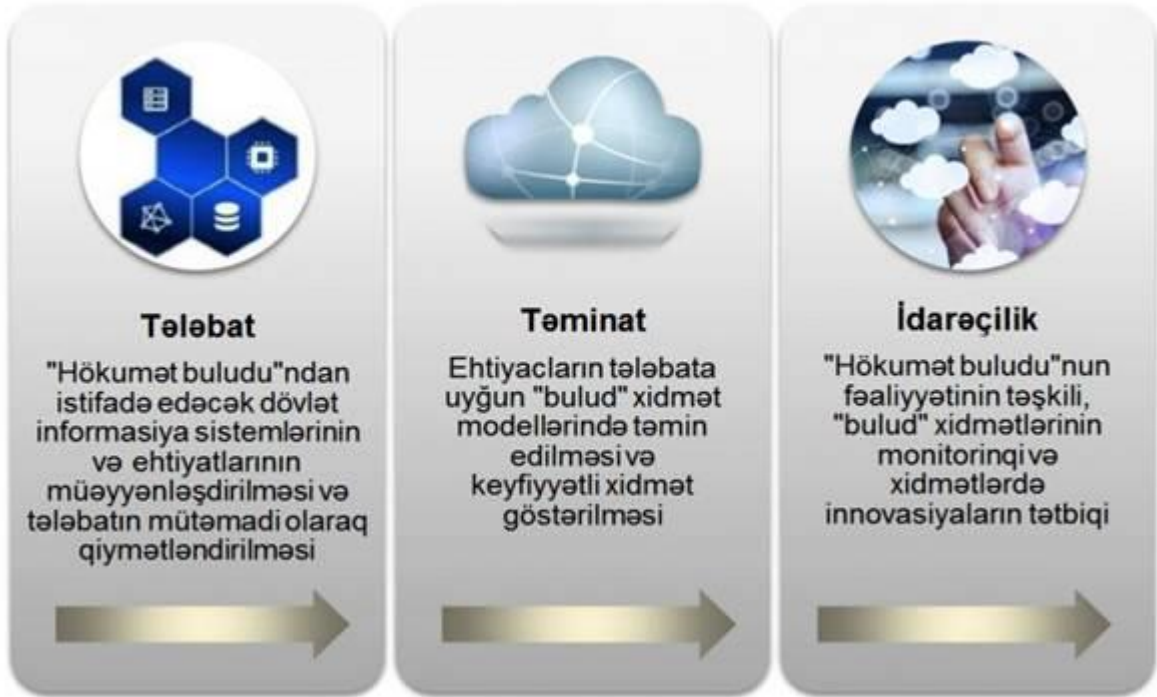 Tələbat
"Hökumət buludu"ndan
istifadə edəcək dövlət
informasiya sistemlərinin
və ehtiyatlarının
müəyyənləşdirilməsi və
tələbatın mütəmadi olaraq
qiymətləndirilməsi
Təminat
Ehtiyacların tələbata
uyğun "bulud" xidmət
modellərində təmin
edilməsi və
keyfiyyətli xidmət
göstərilməsi
İdarəçilik
"Hökumət buludu"nun
fəaliyyətinin təşkili,
"bulud" xidmətlərinin
monitorinqi və
xidmətlərdə
innovasiyaların tətbiqi